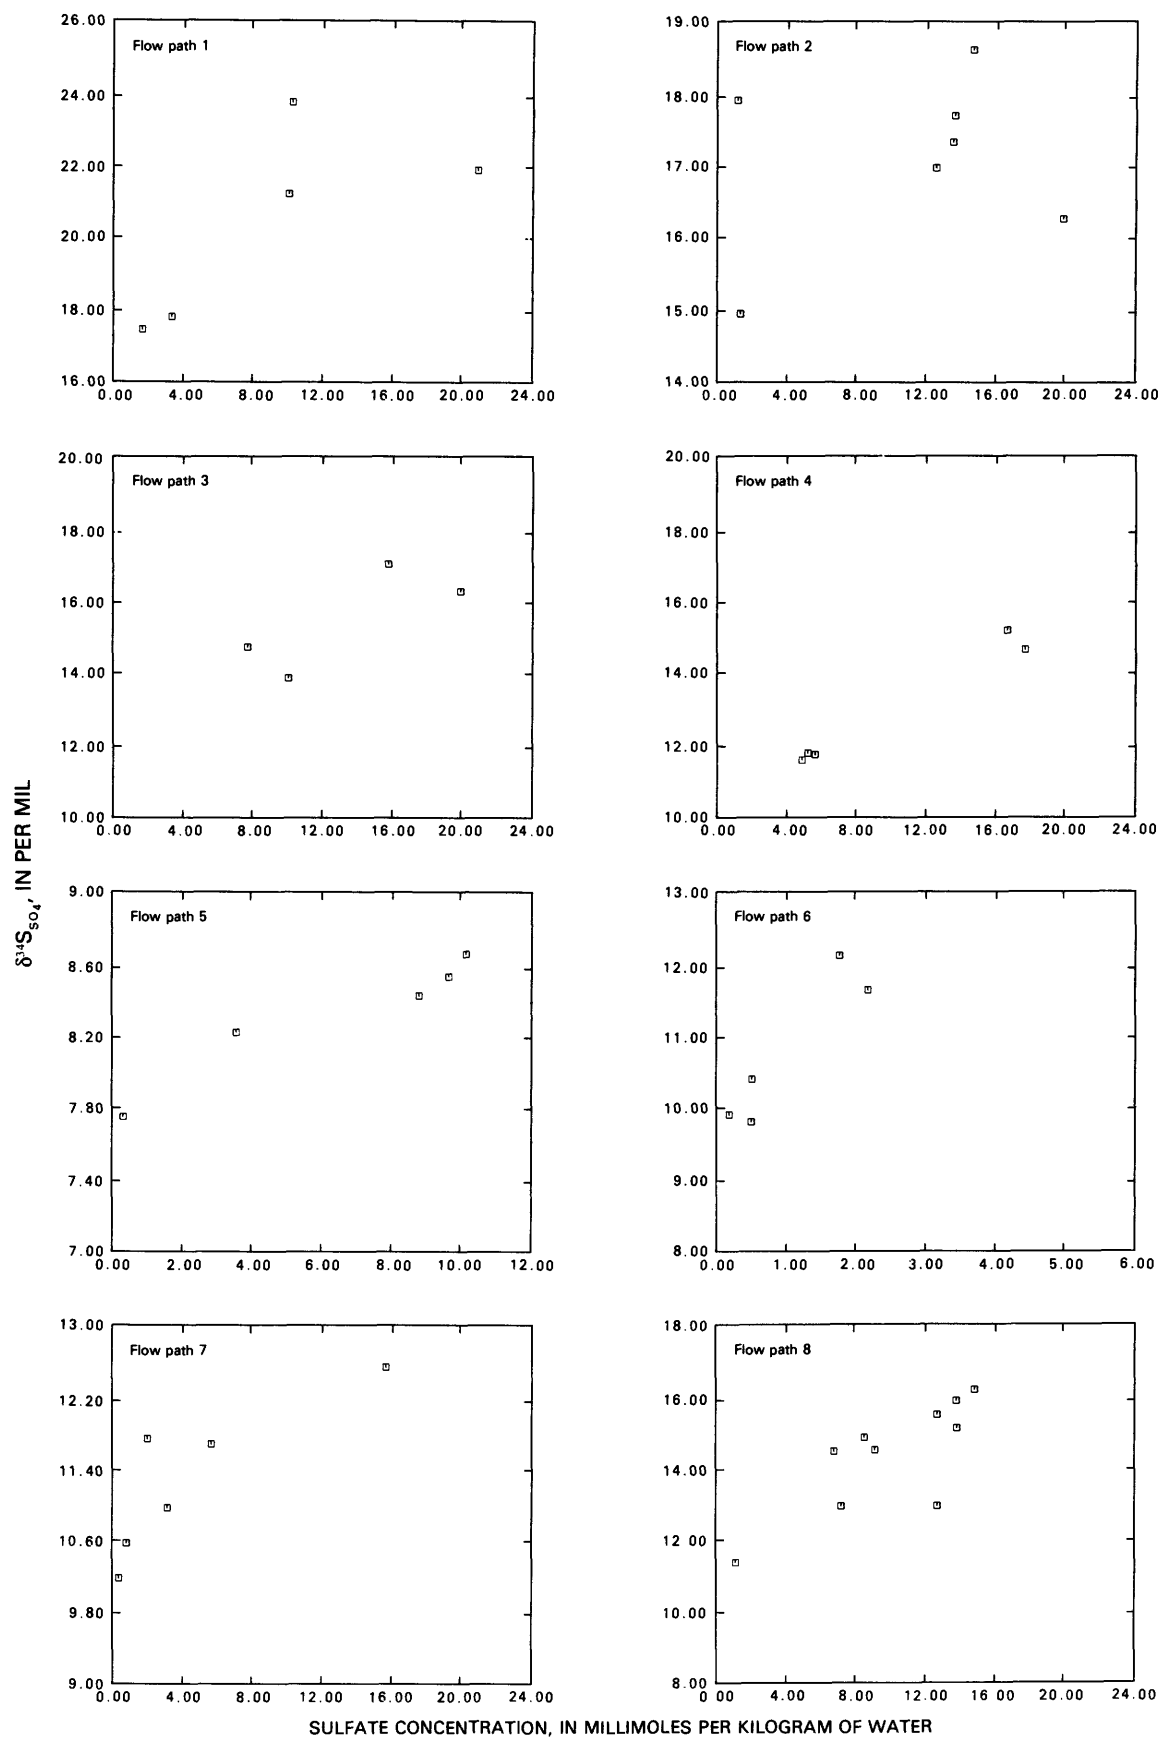 26.00
Flow path 1
24.00
22.00
20.00
18.00
16.00
0.00 4.00 8.00 12.00 16.00 20.00 24.00
19.00
Flow path 2
18.00
17.00
16.00
15.00
14.00
0.00 4.00 8.00 12.00 16.00 20.00 24.00
20.00
Flow path 3
18.00
16.00
14.00
12.00
10.00
0.00 4.00 8.00 12.00 16.00 20.00 24.00
20.00
Flow path 4
18.00
16.00
14.00
12.00
10.00
0.00 4.00 8.00 12.00 16.00 20.00 24.00
δ³⁴S_SO₄, IN PER MIL
9.00
Flow path 5
8.60
8.20
7.80
7.40
7.00
0.00 2.00 4.00 6.00 8.00 10.00 12.00
13.00
Flow path 6
12.00
11.00
10.00
9.00
8.00
0.00 1.00 2.00 3.00 4.00 5.00 6.00
13.00
Flow path 7
12.20
11.40
10.60
9.80
9.00
0.00 4.00 8.00 12.00 16.00 20.00 24.00
18.00
Flow path 8
16.00
14.00
12 00
10.00
8.00
0 00 4.00 8.00 12.00 16.00 20.00 24.00
SULFATE CONCENTRATION, IN MILLIMOLES PER KILOGRAM OF WATER